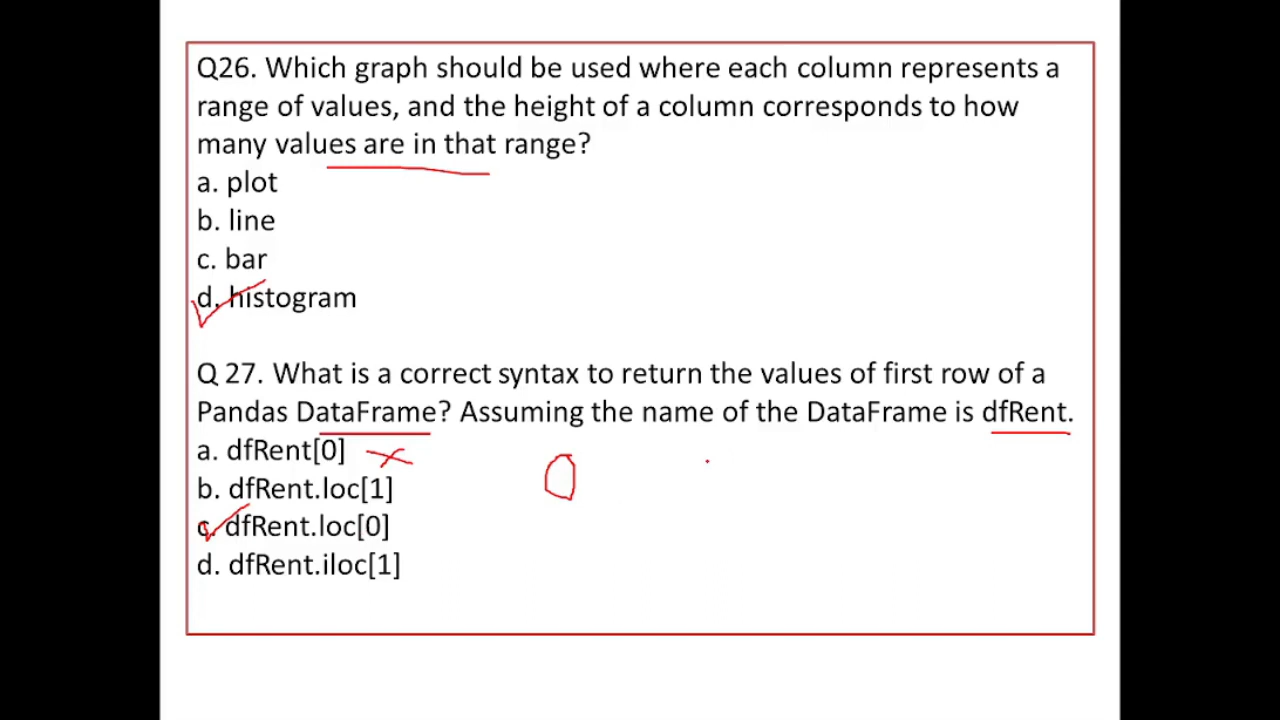 Q26. Which graph should be used where each column represents a
range of values, and the height of a column corresponds to how
many values are in that range?
a. plot
b. line
c. bar
d. histogram
Q 27. What is a correct syntax to return the values of first row of a
Pandas DataFrame? Assuming the name of the DataFrame is dfRent.
a. dfRent[0]
b. dfRent.loc[1]
c. dfRent.loc[0]
d. dfRent.iloc[1]
0